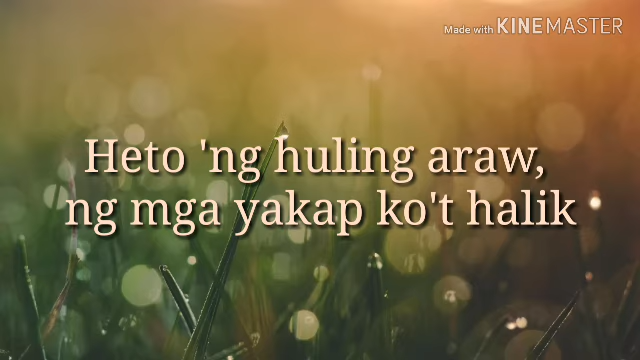 Made with KINEMASTER
Heto 'ng huling araw,
ng mga yakap ko't halik